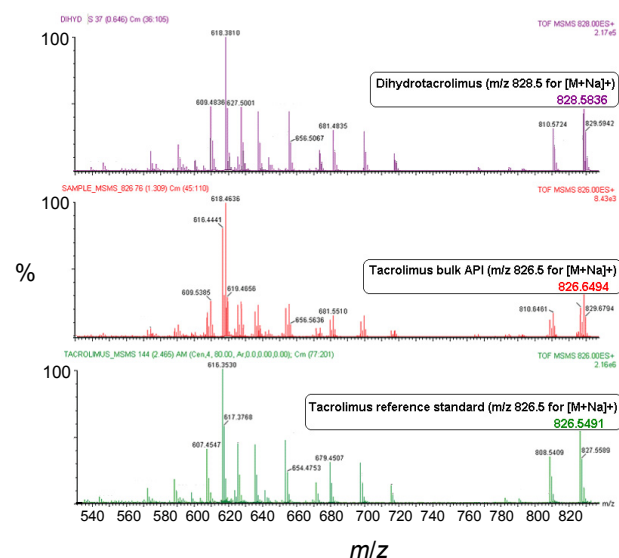 DIHYD S 37 (0.646) Cm (36:105)
TOF MSMS 828.00ES+
2.17e5
100
618.3810
Dihydrotacrolimus (m/z 828.5 for [M+Na]+)
828.5836
609.4836
627.5001
656.5067
681.4835
810.5724
829.5942
SAMPLE_MSMS_826 76 (1.309) Cm (45:110)
TOF MSMS 826.00ES+
8.43e3
100
618.4636
616.4441
%
Tacrolimus bulk API (m/z 826.5 for [M+Na]+)
826.6494
609.5385
619.4656
656.5636
681.5510
810.6461
829.6794
TACROLIMUS_MSMS 144 (2.465) AM (Cen,4, 80.00, Ar,0.0,0.00,0.00); Cm (77:201)
TOF MSMS 826.00ES+
2.16e6
100
616.3530
Tacrolimus reference standard (m/z 826.5 for [M+Na]+)
826.5491
617.3768
607.4547
654.4753
679.4507
808.5409
827.5589
m/z
540 560 580 600 620 640 660 680 700 720 740 760 780 800 820
m/z